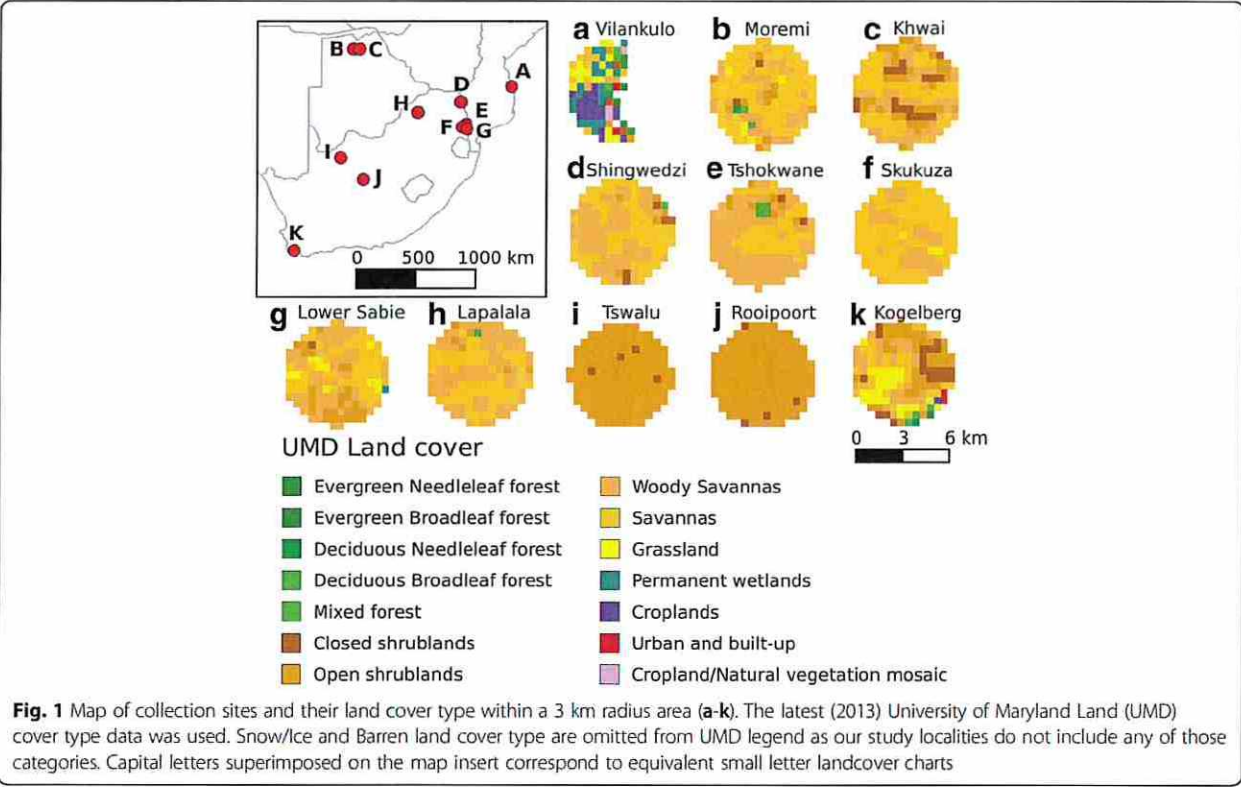 a Vilankulo
b Moremi
c Khwai
B C
A
D
H
E
F G
I
J
K
0 500 1000 km
d Shingwedzi
e Tshokwane
f Skukuza
g Lower Sabie
h Lapalala
i Tswalu
j Rooipoort
k Kogelberg
0 3 6 km
UMD Land cover
Evergreen Needleleaf forest
Evergreen Broadleaf forest
Deciduous Needleleaf forest
Deciduous Broadleaf forest
Mixed forest
Closed shrublands
Open shrublands
Woody Savannas
Savannas
Grassland
Permanent wetlands
Croplands
Urban and built-up
Cropland/Natural vegetation mosaic
Fig. 1 Map of collection sites and their land cover type within a 3 km radius area (a-k). The latest (2013) University of Maryland Land (UMD)
cover type data was used. Snow/Ice and Barren land cover type are omitted from UMD legend as our study localities do not include any of those
categories. Capital letters superimposed on the map insert correspond to equivalent small letter landcover charts